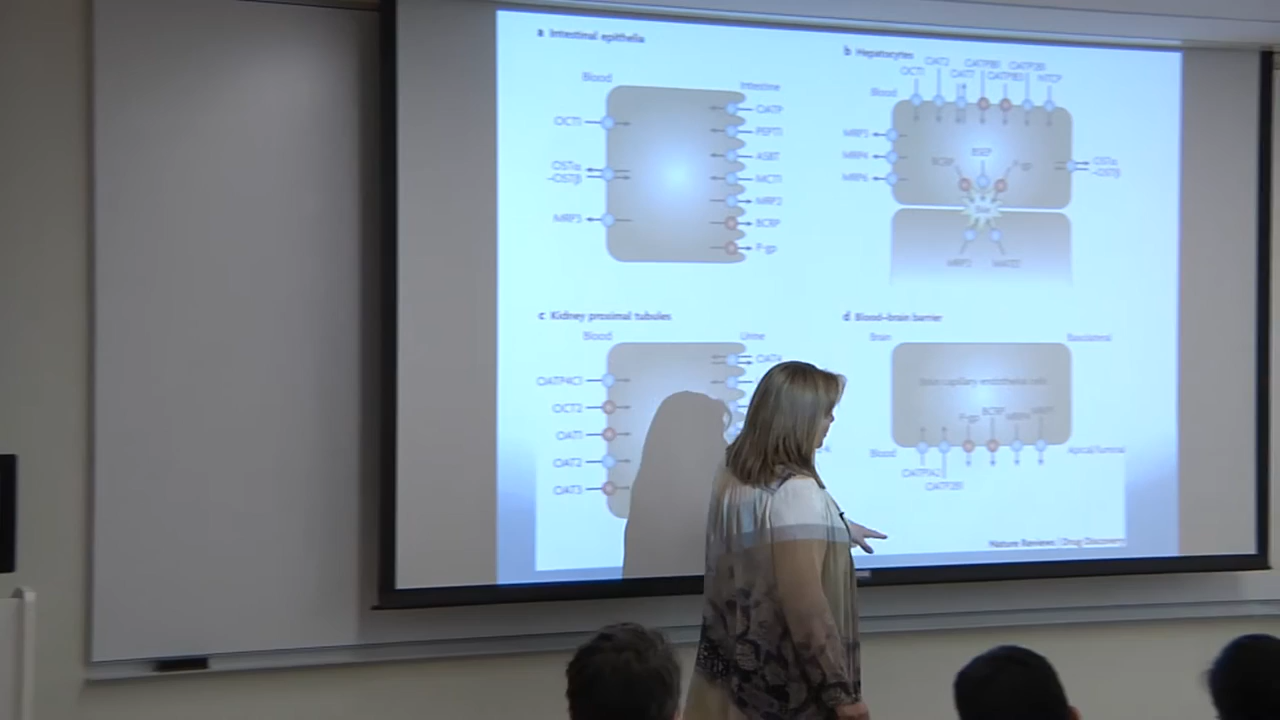 a Intestinal epithelia
Blood
Intestine
OCT1
OSTα
-OSTβ
MRP3
OATP
PEPT1
ASBT
MCT1
MRP2
BCRP
P-gp
b Hepatocytes
Blood
OCT1
OAT2
OAT7
OATP1B1
OATP1B3
OATP2B1
NTCP
MRP3
MRP4
MRP6
BCRP
BSEP
P-gp
OSTα
-OSTβ
MRP2
MATE1
c Kidney proximal tubules
Blood
Urine
OATP4C1
OCT2
OAT1
OAT2
OAT3
OAT4
d Blood-brain barrier
Brain
Basolateral
Brain capillary endothelial cells
P-gp
BCRP
Blood
Apical/luminal
OATP1A2
OATP2B1
Nature Reviews | Drug Discovery